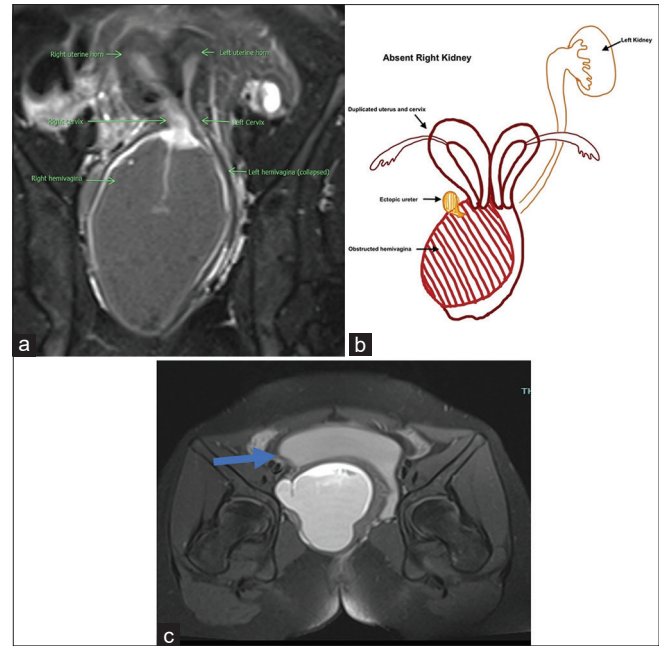 Right uterine horn
Left uterine horn
Right cervix
Left Cervix
Right hemivagina
Left hemivagina (collapsed)
a
Absent Right Kidney
Left Kidney
Duplicated uterus and cervix
Ectopic ureter
Obstructed hemivagina
b
TH
c